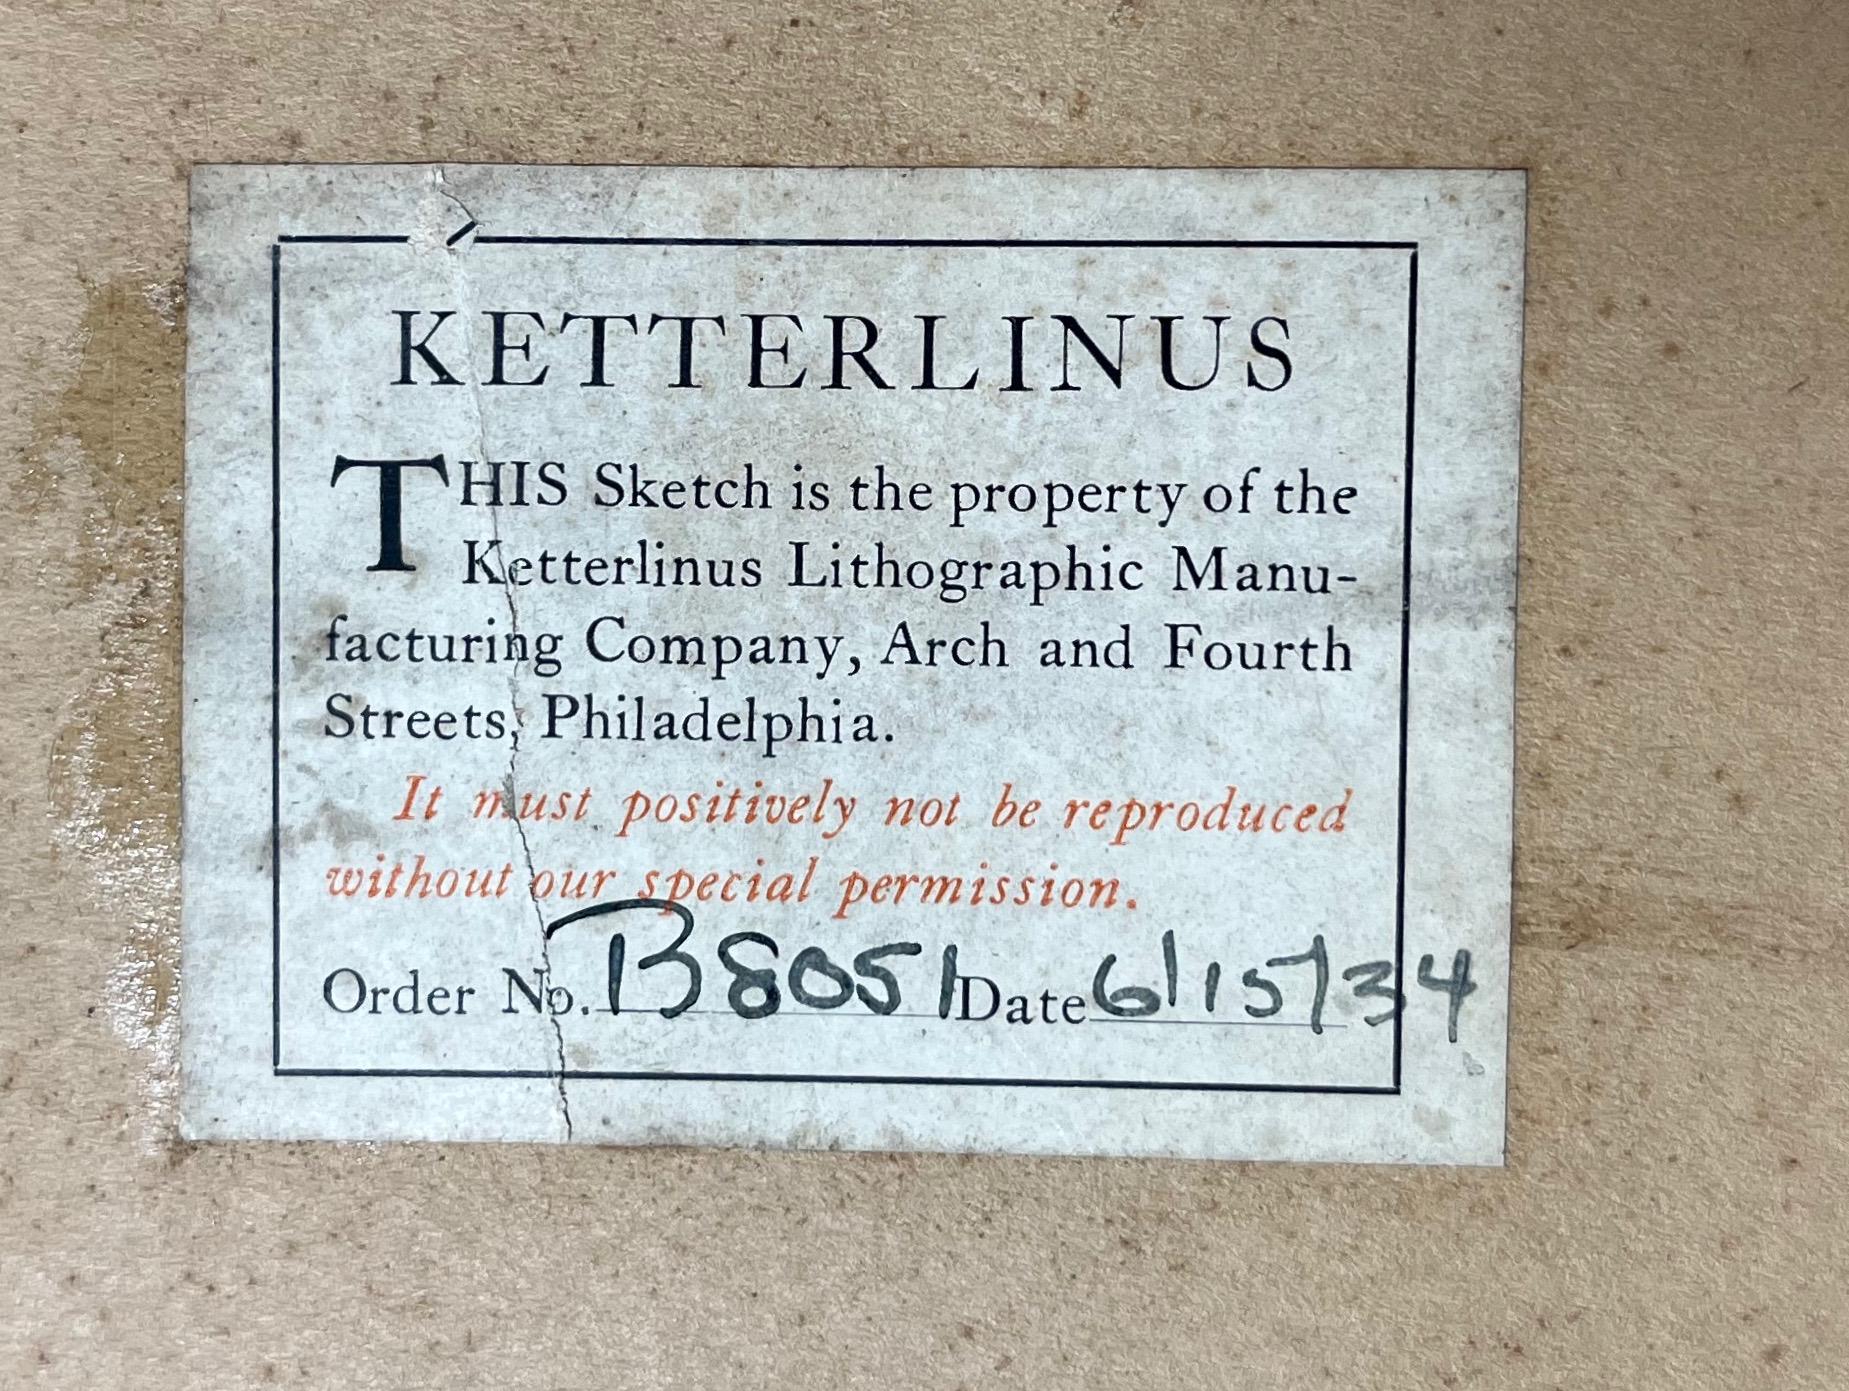 KETTERLINUS
THIS Sketch is the property of the
Ketterlinus Lithographic Manu-
facturing Company, Arch and Fourth
Streets, Philadelphia.
It must positively not be reproduced
without our special permission.
Order No. B8051 Date 6/15/34